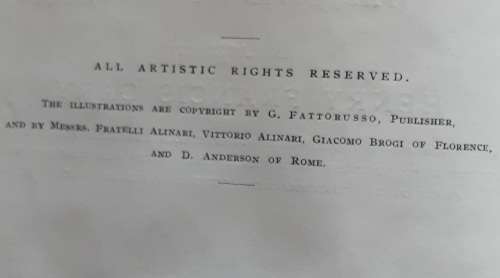 ALL ARTISTIC RIGHTS RESERVED.
THE ILLUSTRATIONS ARE COPYRIGHT BY G. FATTORUSSO, PUBLISHER,
AND BY MESSRS. FRATELLI ALINARI, VITTORIO ALINARI, GIACOMO BROGI OF FLORENCE,
AND D. ANDERSON OF ROME.